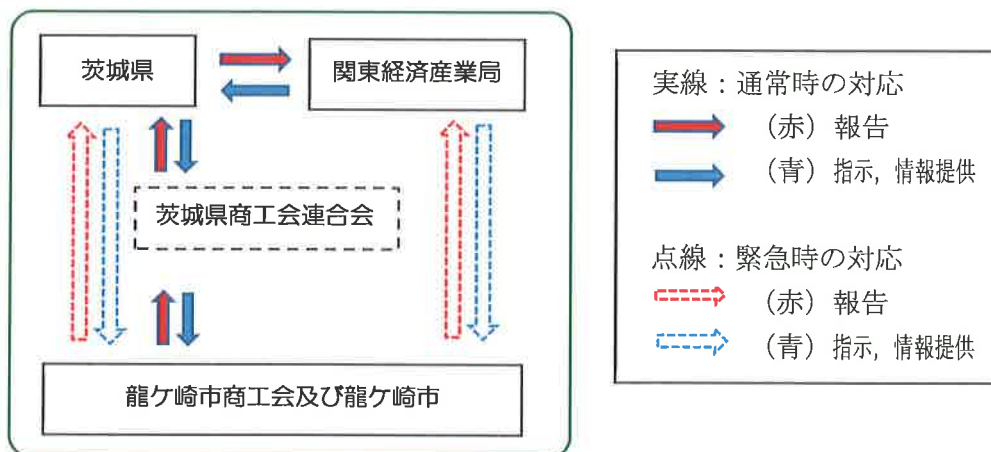 茨城県
関東経済産業局
茨城県商工会連合会
龍ケ崎市商工会及び龍ケ崎市
実線：通常時の対応
（赤）報告
（青）指示，情報提供
点線：緊急時の対応
（赤）報告
（青）指示，情報提供